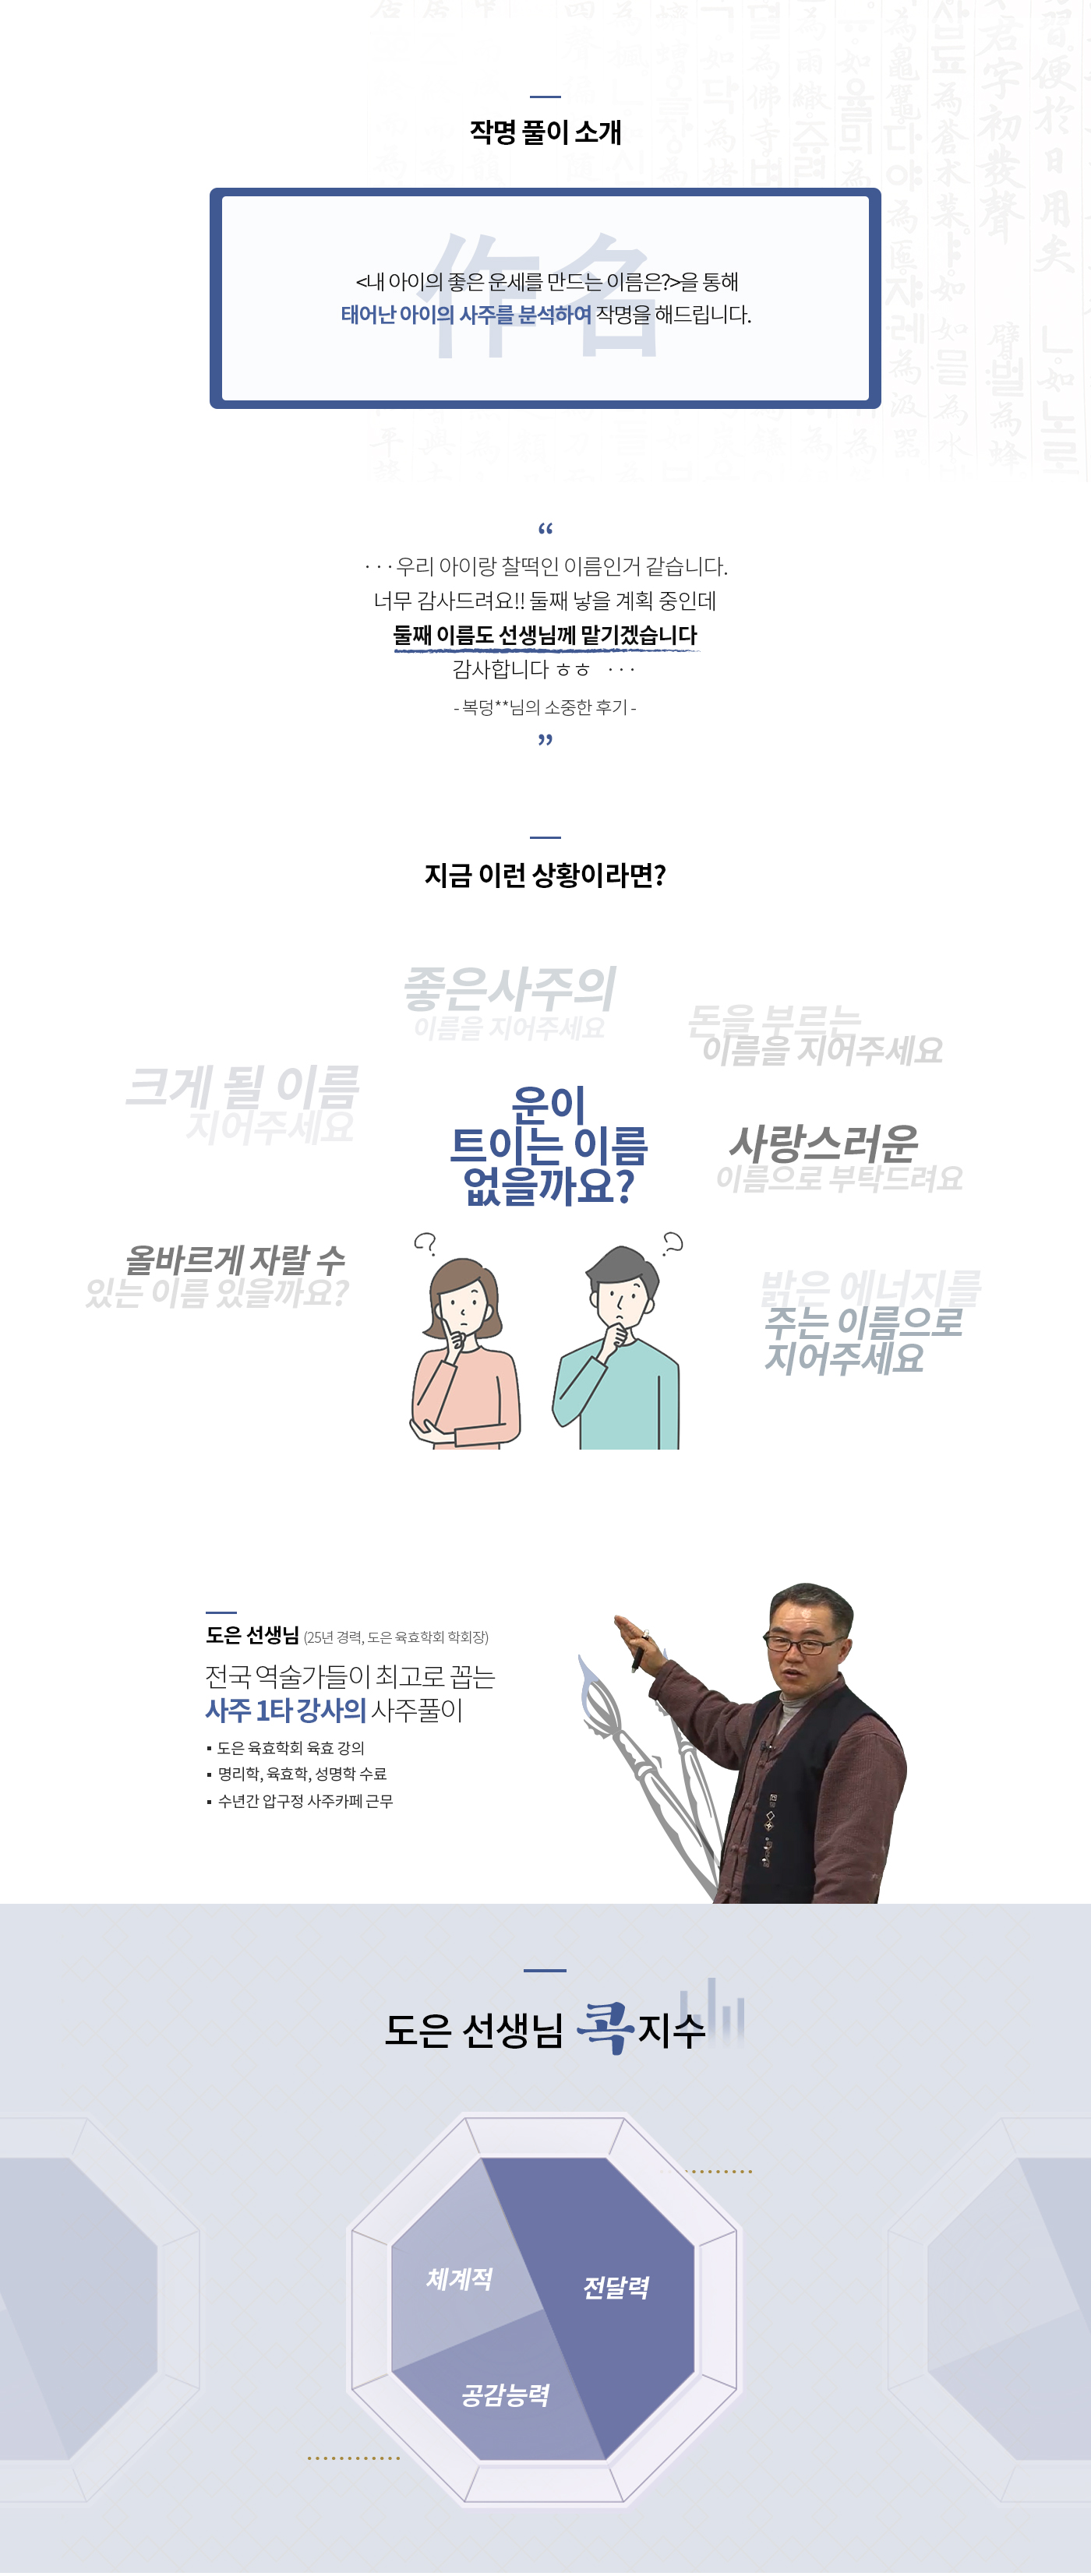 작명 풀이 소개
作名
<내 아이의 좋은 운세를 만드는 이름은?>을 통해
태어난 아이의 사주를 분석하여 작명을 해드립니다.
“
· · · 우리 아이랑 찰떡인 이름인거 같습니다.
너무 감사드려요!! 둘째 낳을 계획 중인데
둘째 이름도 선생님께 맡기겠습니다
감사합니다 ㅎㅎ · · ·
- 복덩**님의 소중한 후기 -
”
지금 이런 상황이라면?
좋은사주의
이름을 지어주세요
돈을 부르는
이름을 지어주세요
크게 될 이름
지어주세요
운이
트이는 이름
없을까요?
사랑스러운
이름으로 부탁드려요
올바르게 자랄 수
있는 이름 있을까요?
밝은 에너지를
주는 이름으로
지어주세요
도은 선생님 (25년 경력, 도은 육효학회 학회장)
전국 역술가들이 최고로 꼽는
사주 1타 강사의 사주풀이
▪ 도은 육효학회 육효 강의
▪ 명리학, 육효학, 성명학 수료
▪ 수년간 압구정 사주카페 근무
도은 선생님 콕지수
체계적
전달력
공감능력